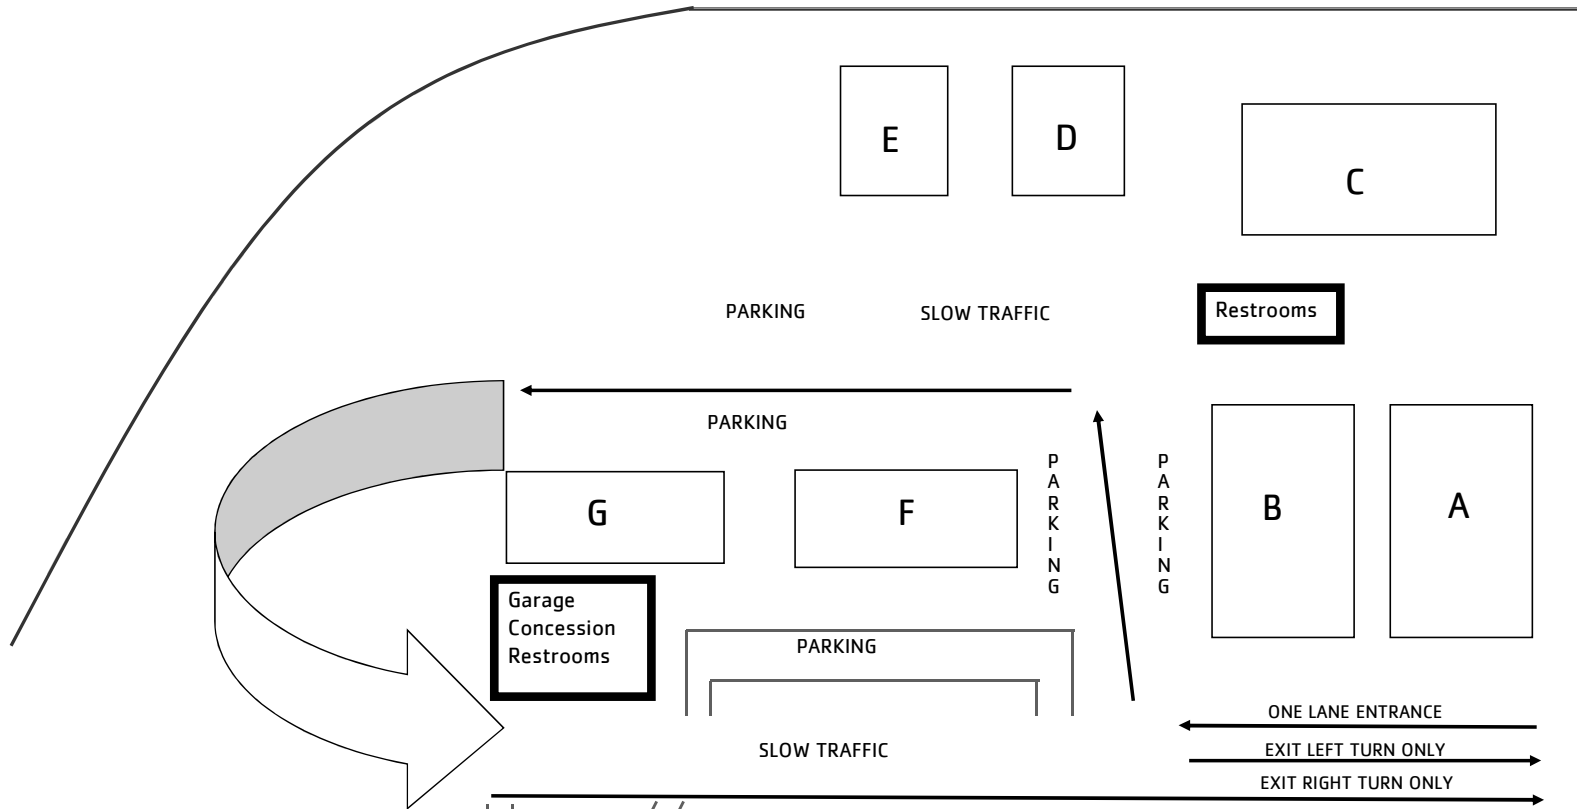 E
D
C
PARKING
SLOW TRAFFIC
Restrooms
PARKING
PARKING
PARKING
G
F
B
A
Garage
Concession
Restrooms
PARKING
ONE LANE ENTRANCE
SLOW TRAFFIC
EXIT LEFT TURN ONLY
EXIT RIGHT TURN ONLY